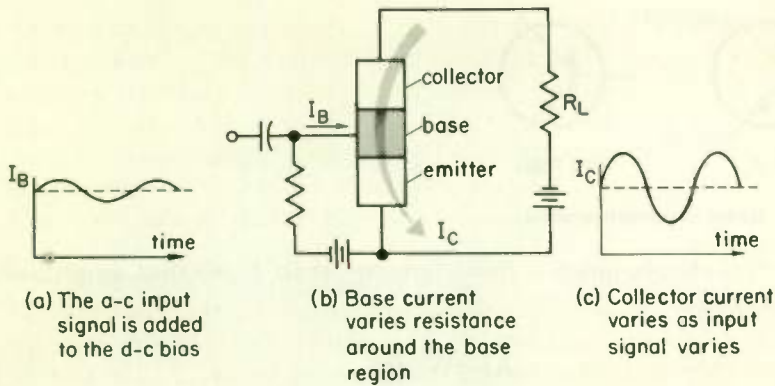 collector
I_B
base
R_L
emitter
I_B
time
I_C
I_C
time
(a) The a-c input
signal is added
to the d-c bias
(b) Base current
varies resistance
around the base
region
(c) Collector current
varies as input
signal varies